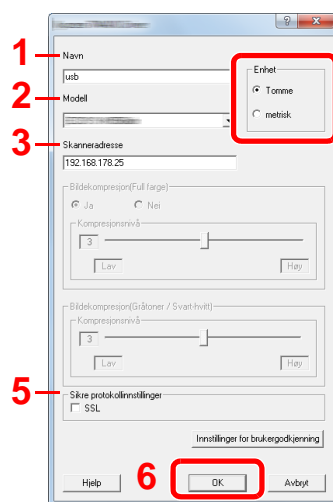 1
Navn
usb
Enhet
Tomme
metrisk
2
Modell
3
Skanneradresse
192.168.178.25
Bildekompresjon(Full farge)
Ja Nei
Kompresjonsnivå
3
Lav Høy
Bildekompresjon(Gråtoner / Svart-hvitt)
Kompresjonsnivå
3
Lav Høy
5
Sikre protokollinnstillinger
SSL
Innstillinger for brukergodkjenning
6
Hjelp OK Avbryt